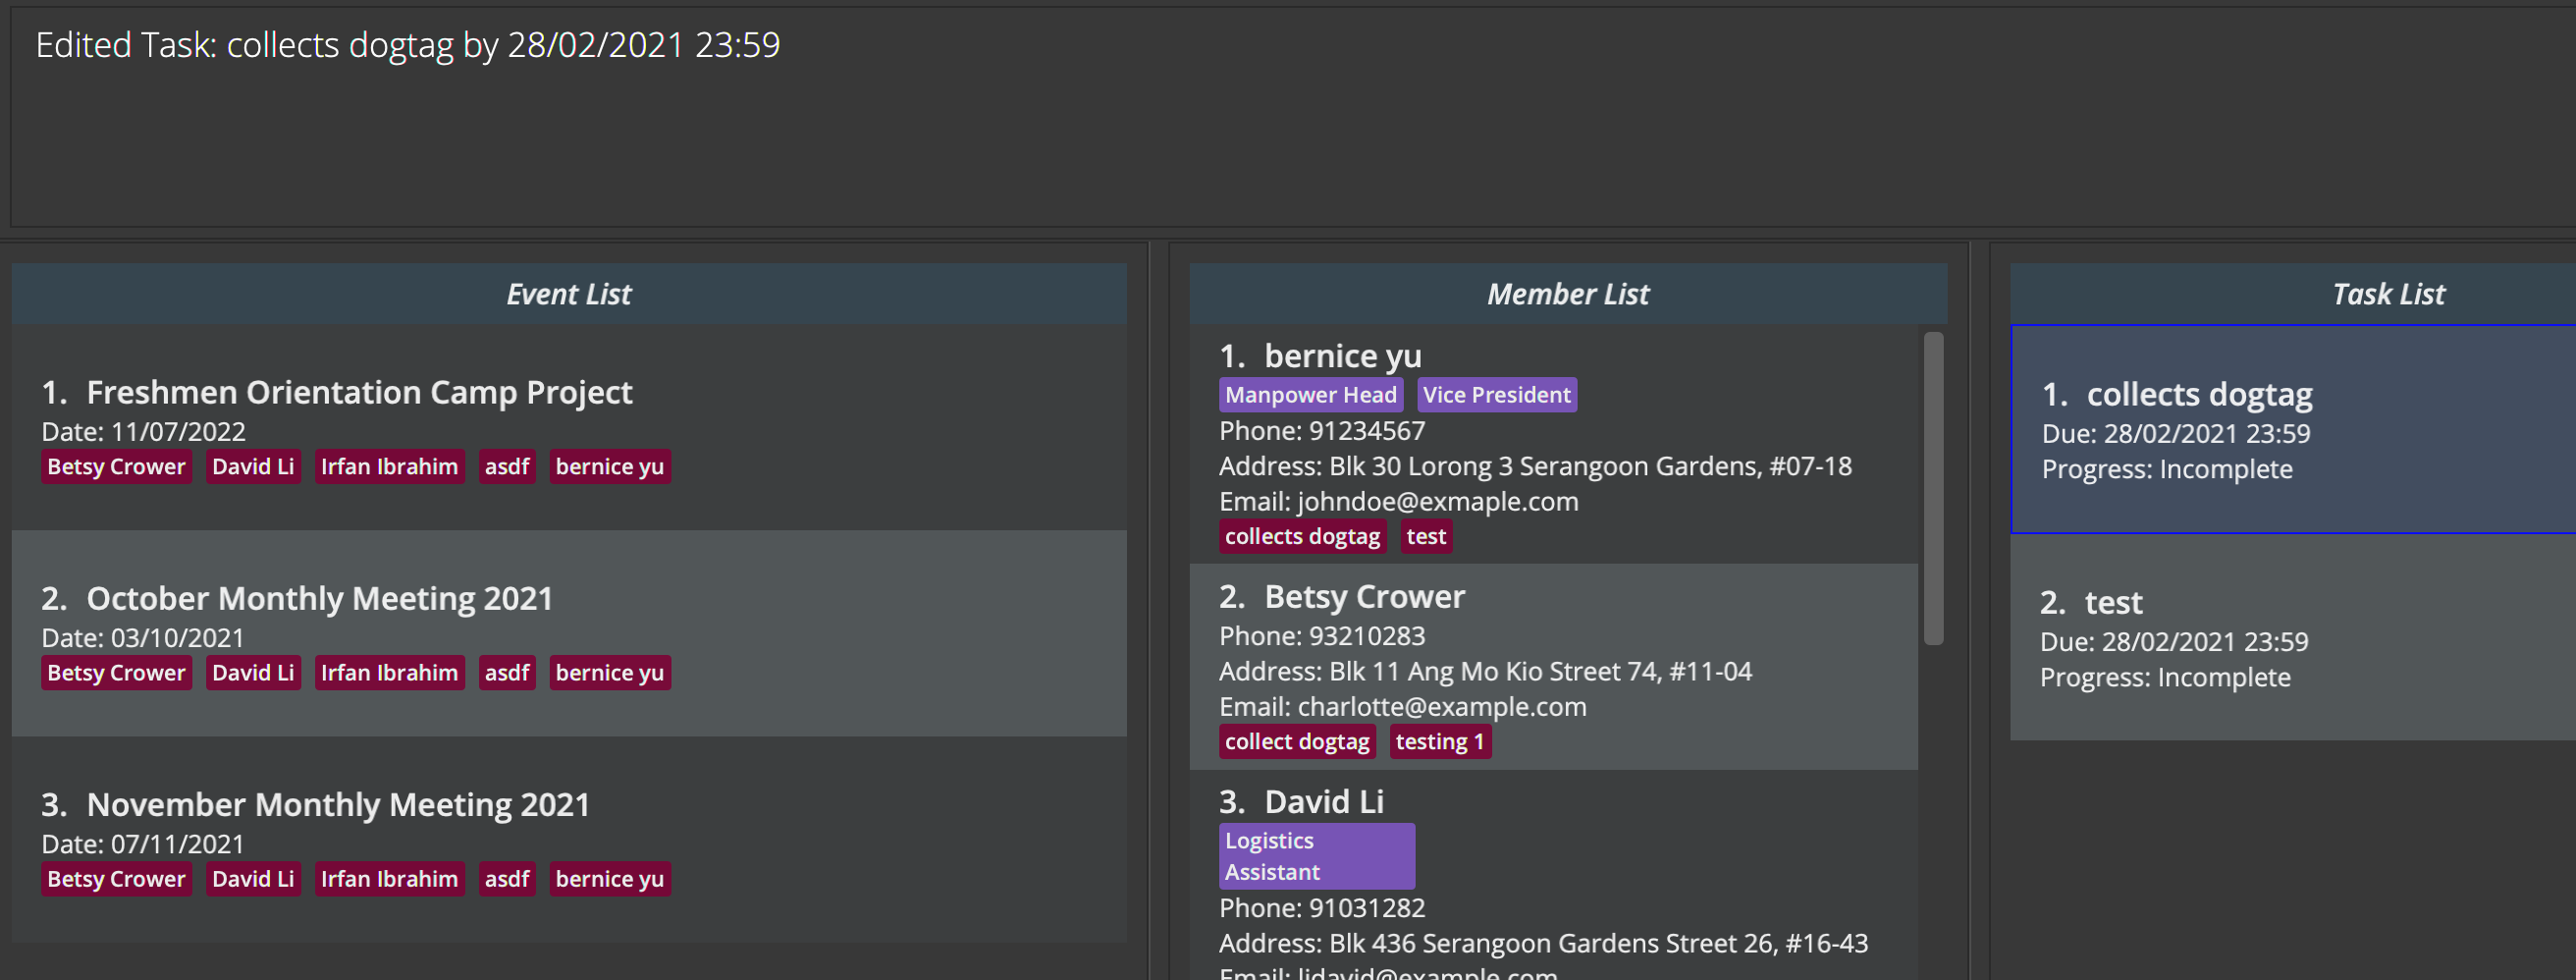 Edited Task: collects dogtag by 28/02/2021 23:59
Event List
1. Freshmen Orientation Camp Project
Date: 11/07/2022
Betsy Crower David Li Irfan Ibrahim asdf bernice yu
2. October Monthly Meeting 2021
Date: 03/10/2021
Betsy Crower David Li Irfan Ibrahim asdf bernice yu
3. November Monthly Meeting 2021
Date: 07/11/2021
Betsy Crower David Li Irfan Ibrahim asdf bernice yu
Member List
1. bernice yu
Manpower Head Vice President
Phone: 91234567
Address: Blk 30 Lorong 3 Serangoon Gardens, #07-18
Email: johndoe@exmaple.com
collects dogtag test
2. Betsy Crower
Phone: 93210283
Address: Blk 11 Ang Mo Kio Street 74, #11-04
Email: charlotte@example.com
collect dogtag testing 1
3. David Li
Logistics
Assistant
Phone: 91031282
Address: Blk 436 Serangoon Gardens Street 26, #16-43
Email: lidavid@example.com
Task List
1. collects dogtag
Due: 28/02/2021 23:59
Progress: Incomplete
2. test
Due: 28/02/2021 23:59
Progress: Incomplete